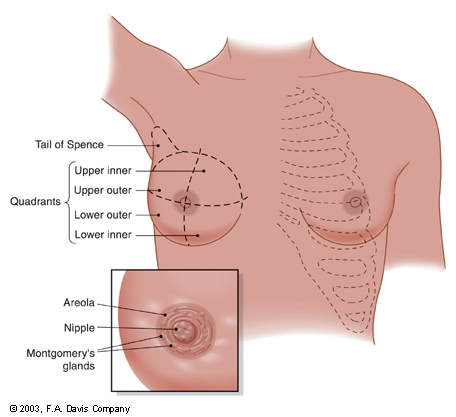 Tail of Spence
Upper inner
Upper outer
Quadrants
Lower outer
Lower inner
Areola
Nipple
Montgomery's
glands
© 2003, F.A. Davis Company